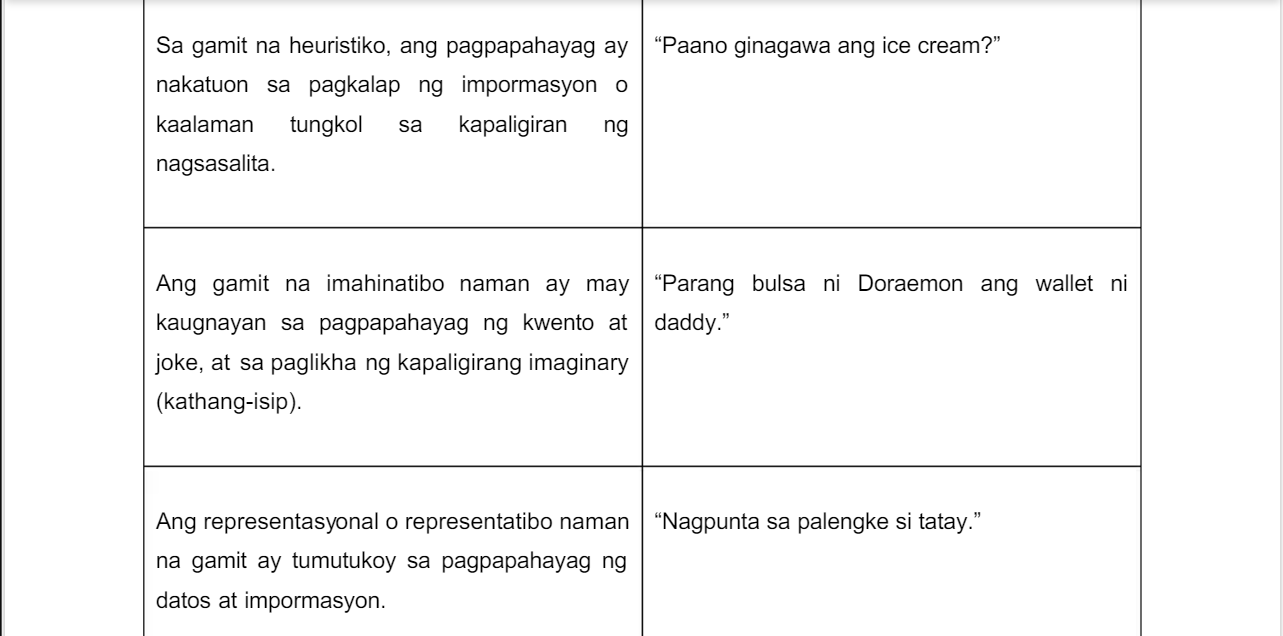 Sa gamit na heuristiko, ang pagpapahayag ay
nakatuon sa pagkalap ng impormasyon o
kaalaman tungkol sa kapaligiran ng
nagsasalita.
“Paano ginagawa ang ice cream?”
Ang gamit na imahinatibo naman ay may
kaugnayan sa pagpapahayag ng kwento at
joke, at sa paglikha ng kapaligirang imaginary
(kathang-isip).
“Parang bulsa ni Doraemon ang wallet ni
daddy.”
Ang representasyonal o representatibo naman
na gamit ay tumutukoy sa pagpapahayag ng
datos at impormasyon.
“Nagpunta sa palengke si tatay.”